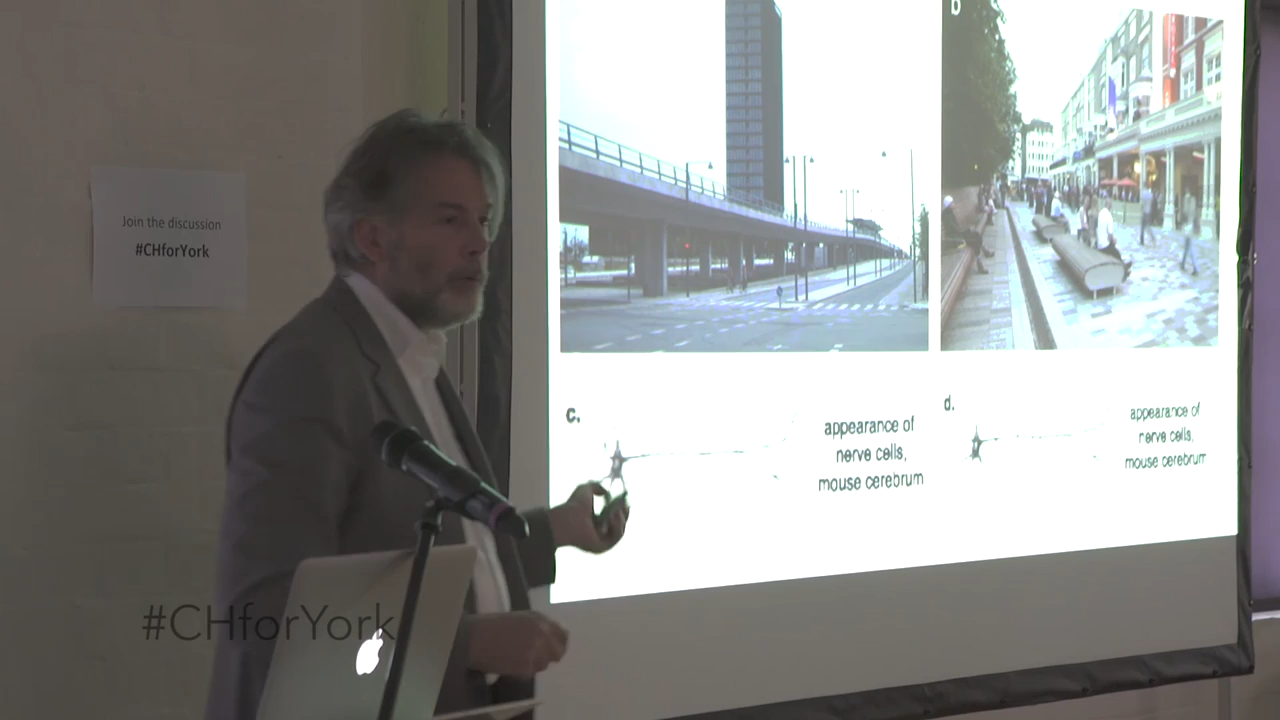 Join the discussion
#CHforYork
b
c.
appearance of
nerve cells,
mouse cerebrum
d.
appearance of
nerve cells,
mouse cerebrum
#CHforYork